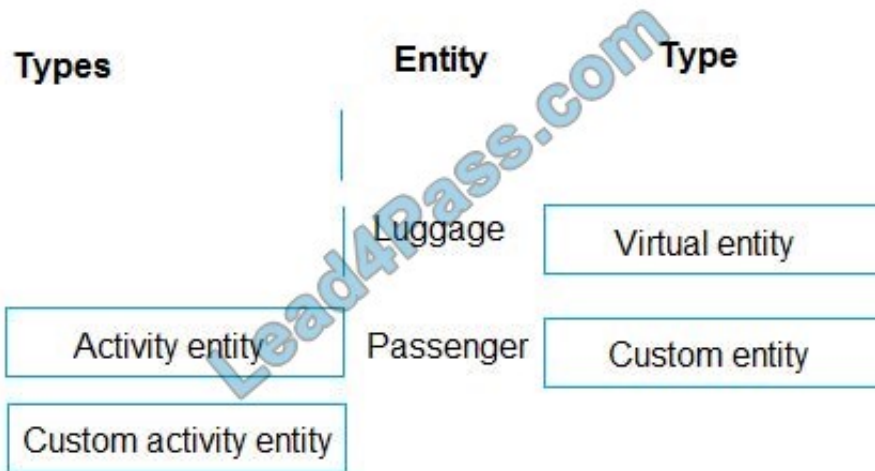 Types Entity Type
Luggage Virtual entity
Activity entity Passenger Custom entity
Custom activity entity
Lead4Pass.com